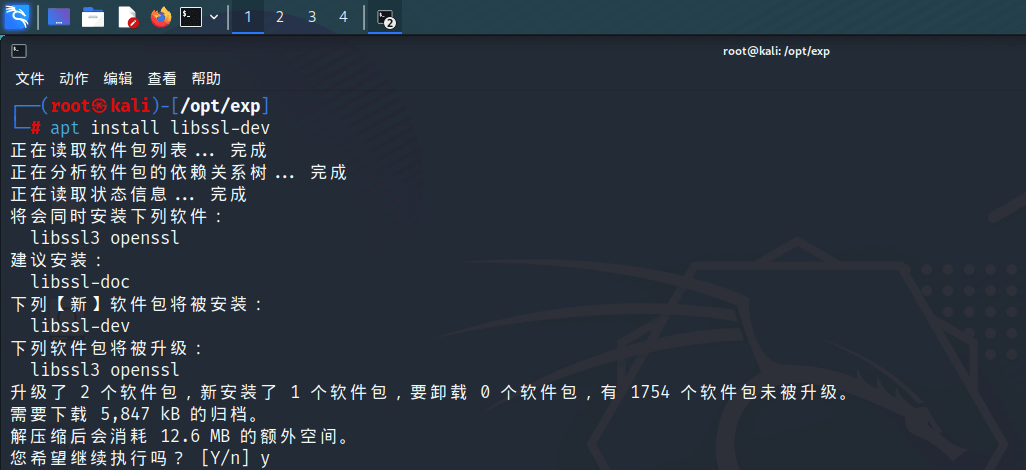 1 2 3 4 2
root@kali: /opt/exp
文件 动作 编辑 查看 帮助
┌──(root㉿kali)-[/opt/exp]
└─# apt install libssl-dev
正在读取软件包列表... 完成
正在分析软件包的依赖关系树... 完成
正在读取状态信息... 完成
将会同时安装下列软件：
  libssl3 openssl
建议安装：
  libssl-doc
下列【新】软件包将被安装：
  libssl-dev
下列软件包将被升级：
  libssl3 openssl
升级了 2 个软件包，新安装了 1 个软件包，要卸载 0 个软件包，有 1754 个软件包未被升级。
需要下载 5,847 kB 的归档。
解压缩后会消耗 12.6 MB 的额外空间。
您希望继续执行吗？ [Y/n] y